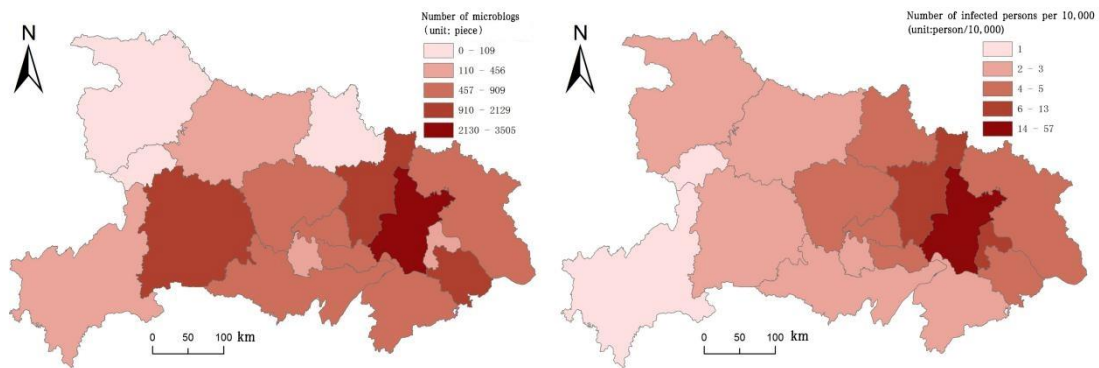 Number of microblogs
(unit: piece)
N
0 - 109
110 - 456
457 - 909
910 - 2129
2130 - 3505
0 50 100 km
Number of infected persons per 10,000
(unit:person/10,000)
N
1
2 - 3
4 - 5
6 - 13
14 - 57
0 50 100 km